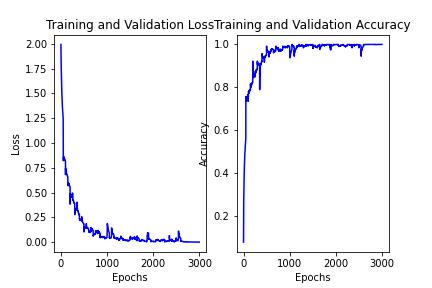 Training and Validation Loss
2.00
1.75
1.50
1.25
1.00
0.75
0.50
0.25
0.00
Loss
0 1000 2000 3000
Epochs
Training and Validation Accuracy
1.0
0.8
0.6
0.4
0.2
Accuracy
0 1000 2000 3000
Epochs